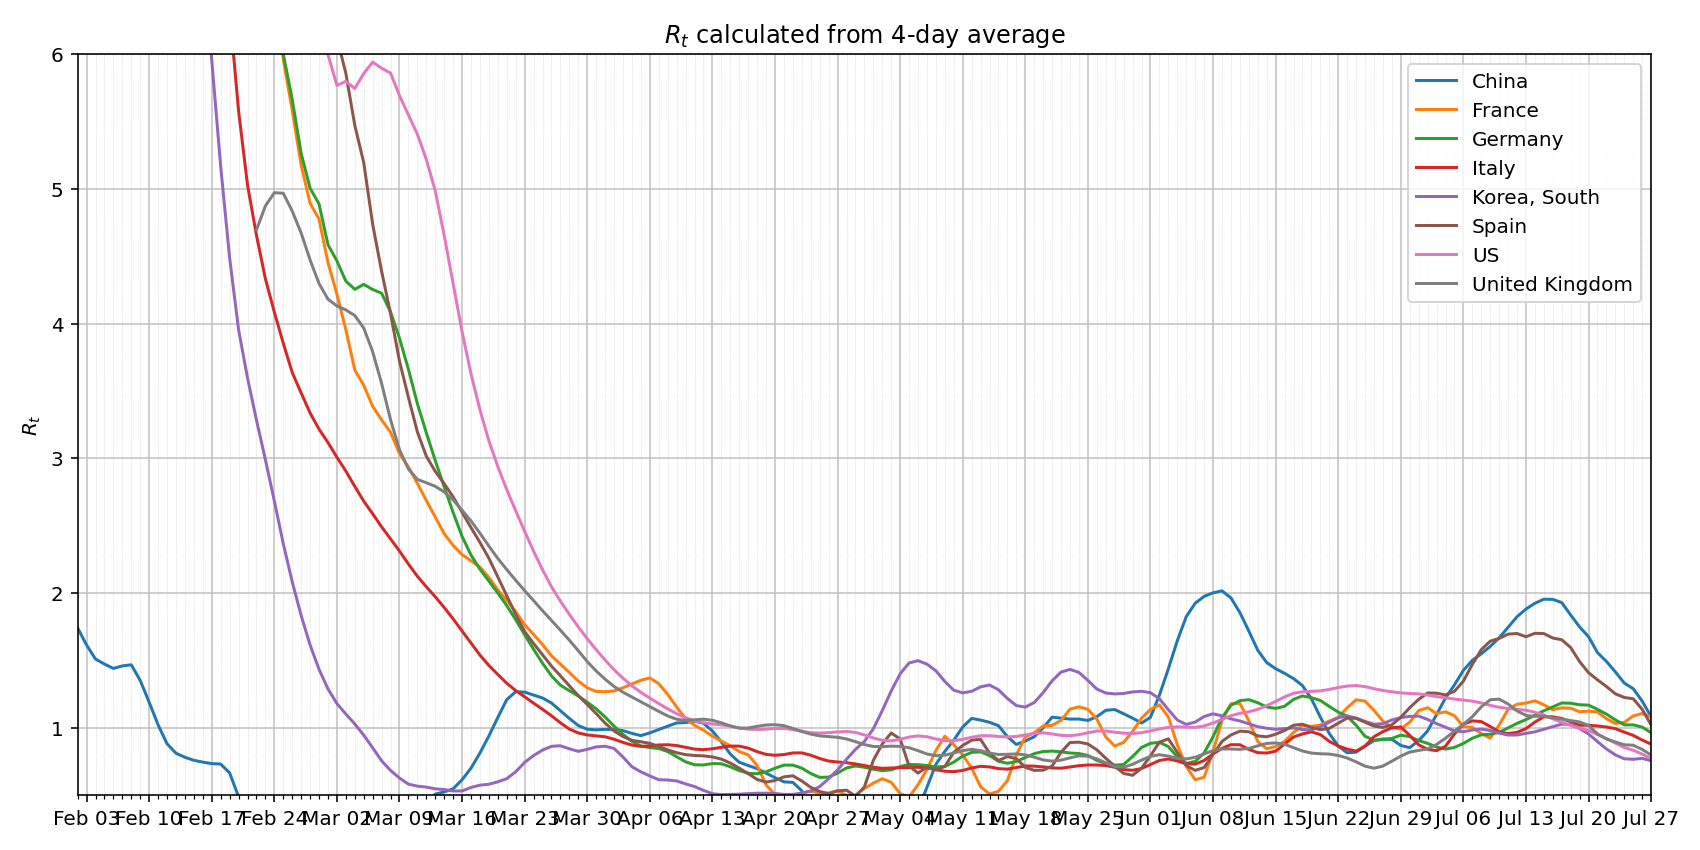 R_t calculated from 4-day average
6
5
4
3
2
1
R_t
China
France
Germany
Italy
Korea, South
Spain
US
United Kingdom
Feb 03 Feb 10 Feb 17 Feb 24 Mar 02 Mar 09 Mar 16 Mar 23 Mar 30 Apr 06 Apr 13 Apr 20 Apr 27 May 04 May 11 May 18 May 25 Jun 01 Jun 08 Jun 15 Jun 22 Jun 29 Jul 06 Jul 13 Jul 20 Jul 27